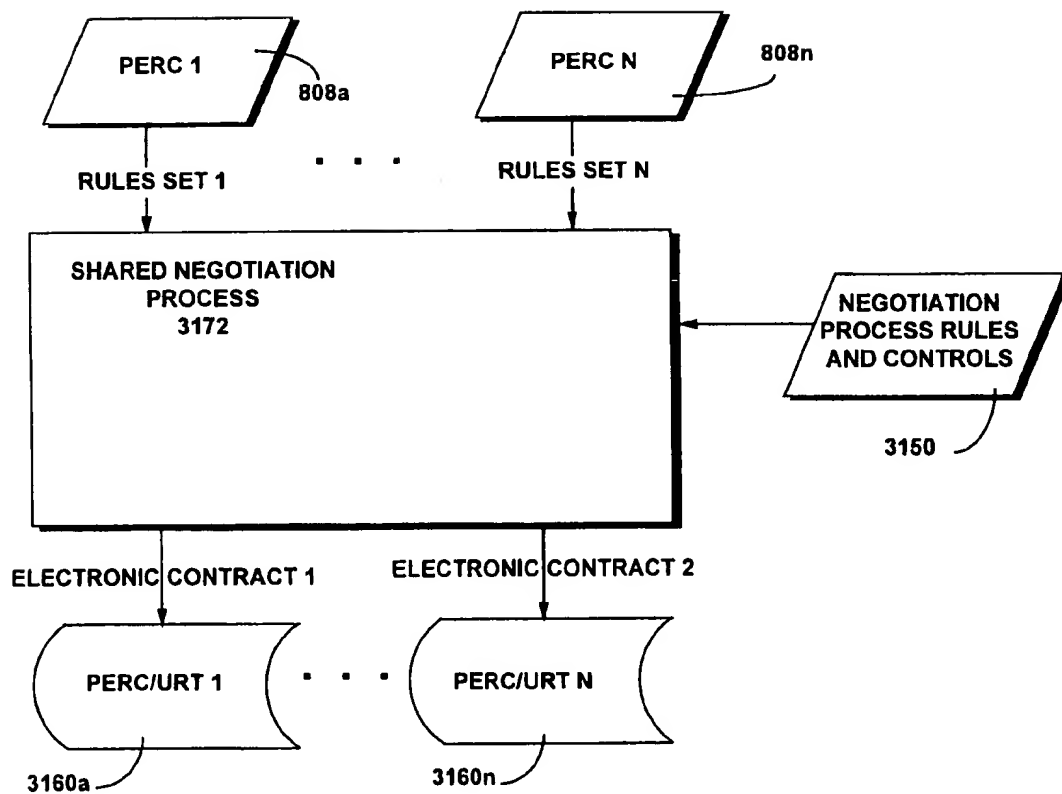 PERC 1
808a
PERC N
808n
RULES SET 1
. . .
RULES SET N
SHARED NEGOTIATION
PROCESS
3172
NEGOTIATION
PROCESS RULES
AND CONTROLS
3150
ELECTRONIC CONTRACT 1
ELECTRONIC CONTRACT 2
PERC/URT 1
. . .
PERC/URT N
3160a
3160n